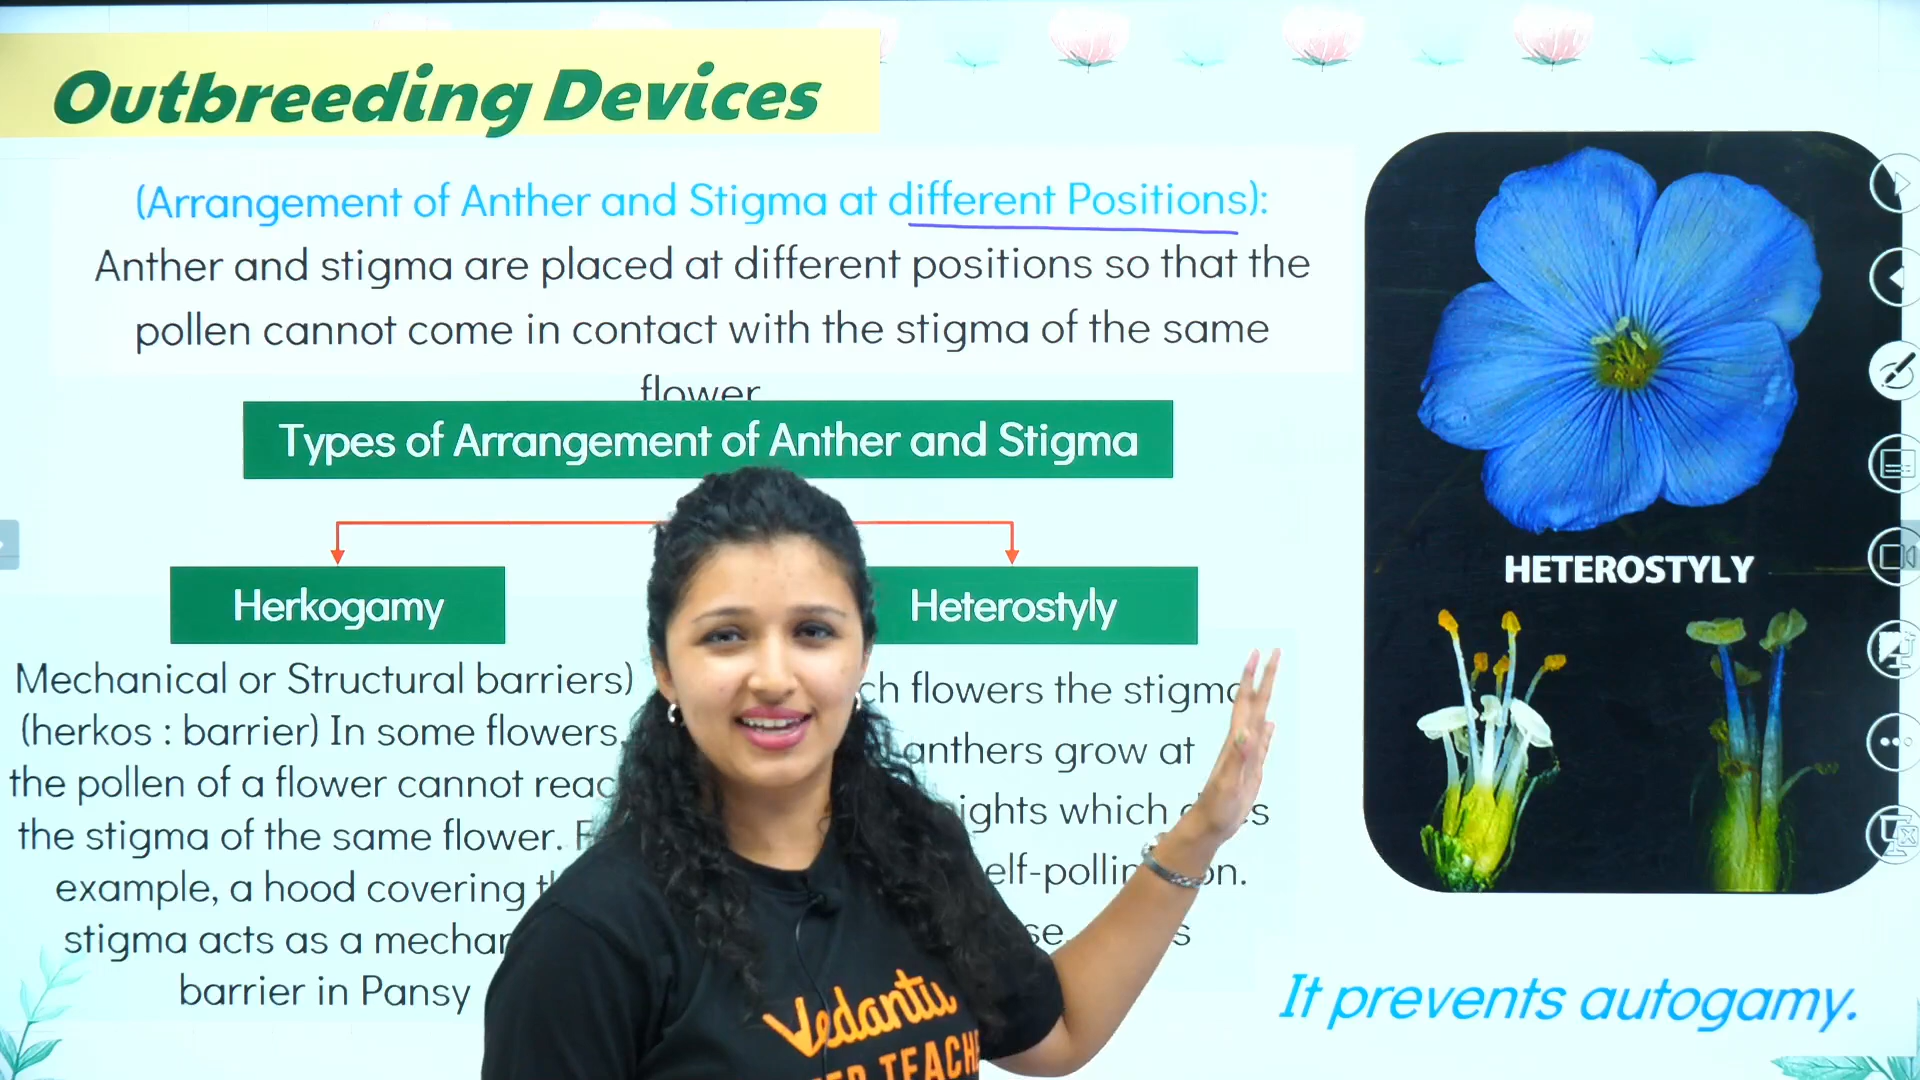 Outbreeding Devices
(Arrangement of Anther and Stigma at different Positions):
Anther and stigma are placed at different positions so that the
pollen cannot come in contact with the stigma of the same
flower
Types of Arrangement of Anther and Stigma
Herkogamy
Heterostyly
Mechanical or Structural barriers)
(herkos : barrier) In some flowers,
the pollen of a flower cannot
the stigma of the same flower.
example, a hood covering
stigma acts as a
barrier in Pansy
flowers the stigma
anthers grow at
which
HETEROSTYLY
It prevents autogamy.
Vedantu
TEACHE